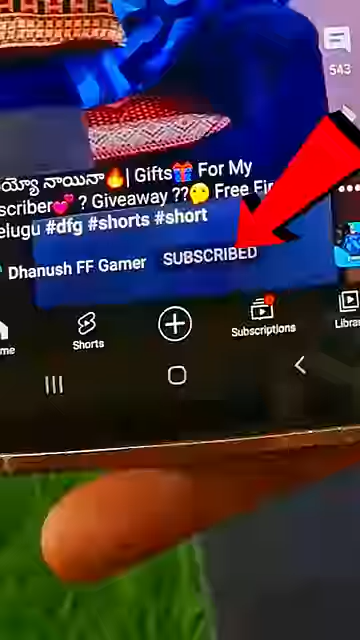 543
య్యో నాయినా🔥| Gifts🎁 For My
scriber💕 ? Giveaway ??🤔 Free Fir
elugu #dfg #shorts #short
Dhanush FF Gamer SUBSCRIBED
me Shorts Subscriptions Librar